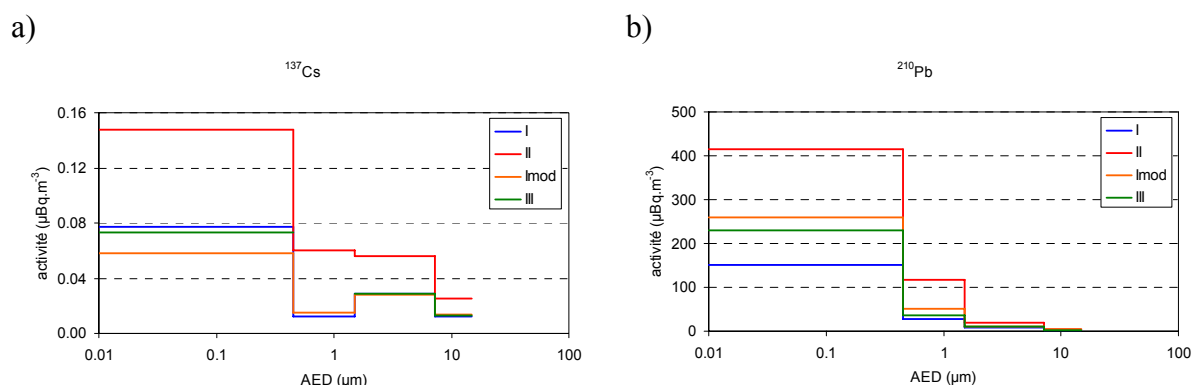 a)
137Cs
0.16
0.12
0.08
0.04
0.00
activité (µBq.m-3)
I
II
Imod
III
0.01
0.1
1
10
100
AED (µm)
b)
210Pb
500
400
300
200
100
0
activité (µBq.m-3)
I
II
Imod
III
0.01
0.1
1
10
100
AED (µm)